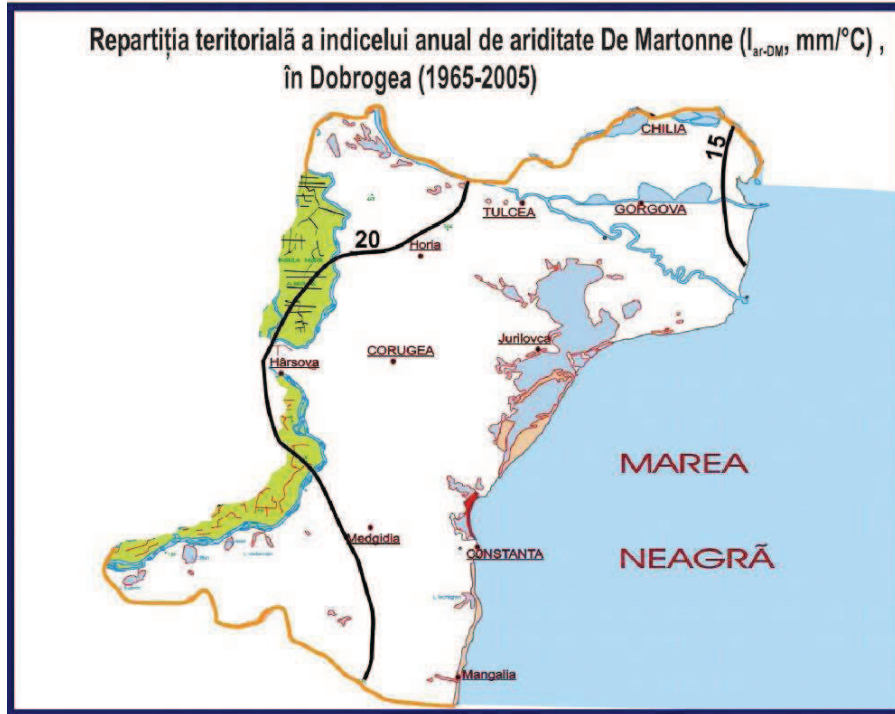 Repartiția teritorială a indicelui anual de ariditate De Martonne (Iar-DM, mm/°C) ,
în Dobrogea (1965-2005)
CHILIA
15
TULCEA
GORGOVA
20
Horia
Jurilovca
CORUGEA
Hârsova
MAREA
Medgidia
CONSTANTA
NEAGRÃ
Mangalia